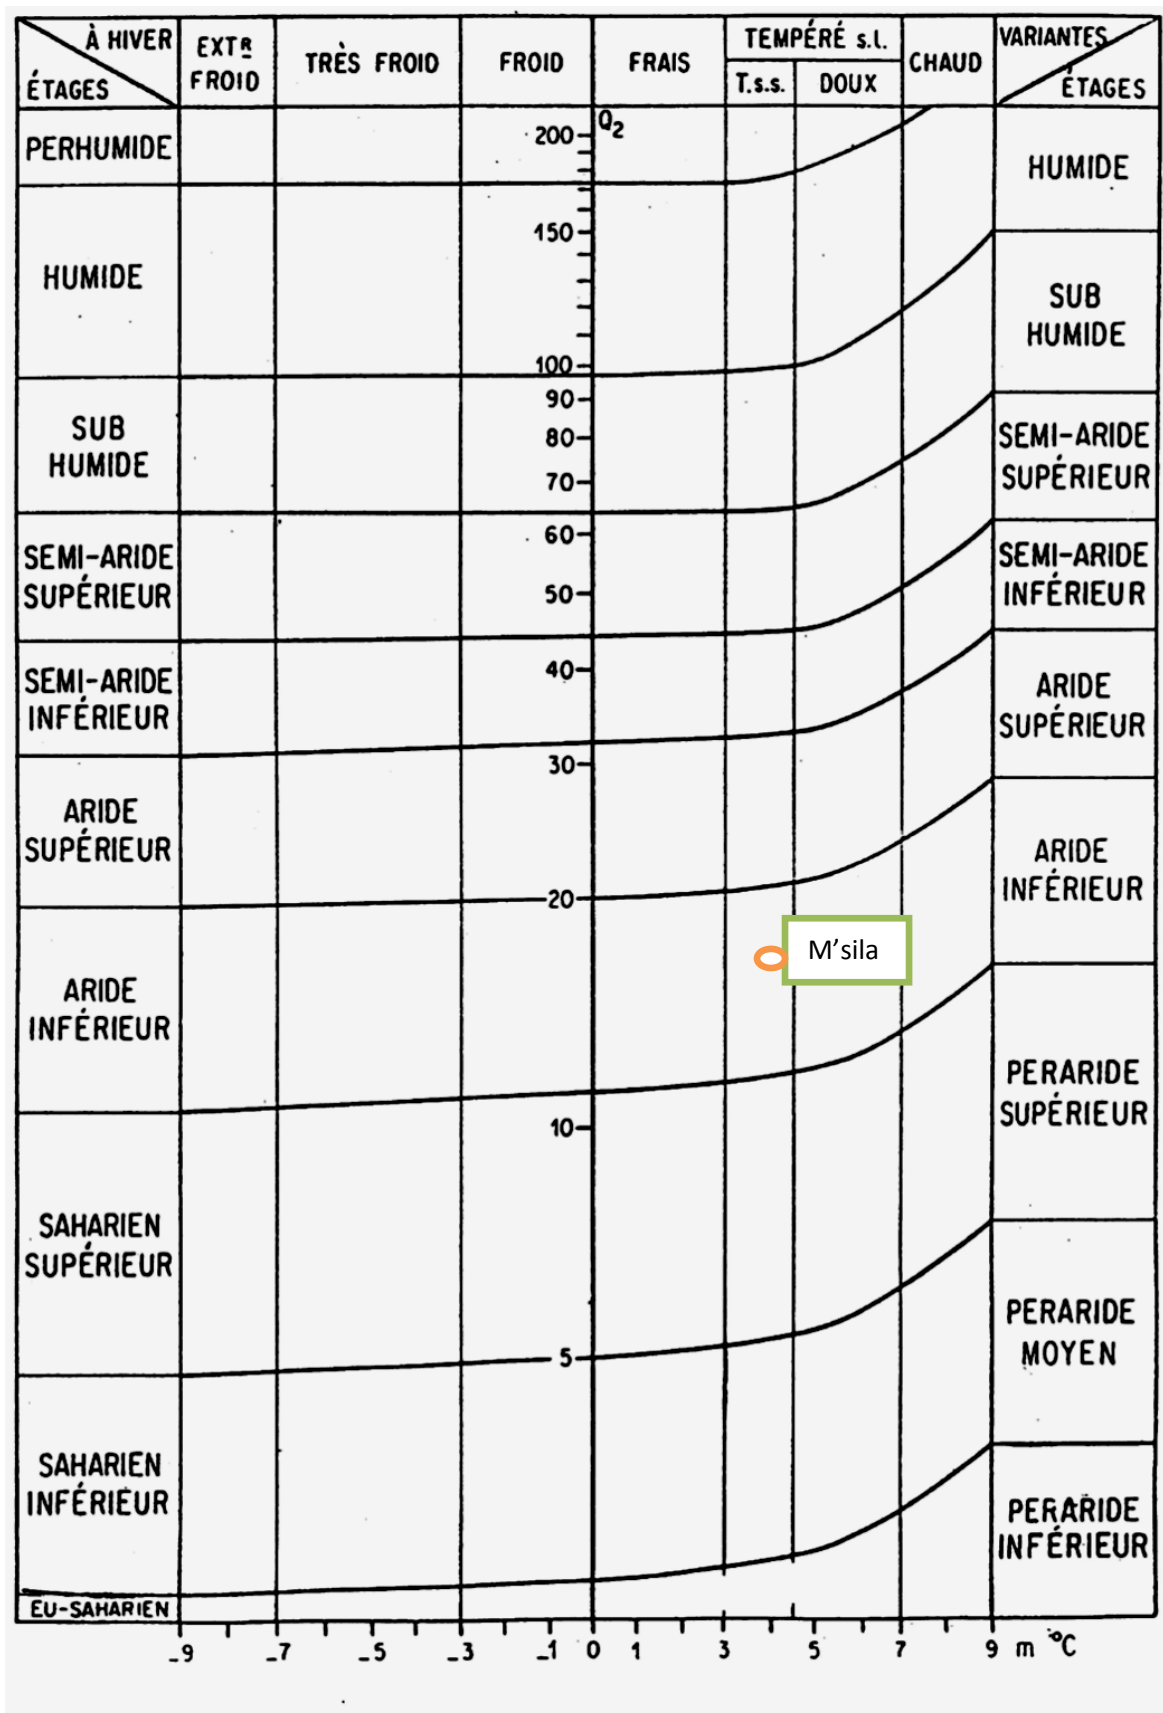 À HIVER
ÉTAGES
EXTR
FROID
TRÈS FROID
FROID
FRAIS
TEMPÉRÉ s.l.
T.s.s.
DOUX
CHAUD
VARIANTES
ÉTAGES
PERHUMIDE
HUMIDE
SUB
HUMIDE
SEMI-ARIDE
SUPÉRIEUR
SEMI-ARIDE
INFÉRIEUR
ARIDE
SUPÉRIEUR
ARIDE
INFÉRIEUR
SAHARIEN
SUPÉRIEUR
SAHARIEN
INFÉRIEUR
EU-SAHARIEN
Q2
200
150
100
90
80
70
60
50
40
30
20
10
5
M'sila
HUMIDE
SUB
HUMIDE
SEMI-ARIDE
SUPÉRIEUR
SEMI-ARIDE
INFÉRIEUR
ARIDE
SUPÉRIEUR
ARIDE
INFÉRIEUR
PERARIDE
SUPÉRIEUR
PERARIDE
MOYEN
PERARIDE
INFÉRIEUR
-9 -7 -5 -3 -1 0 1 3 5 7 9 m °C